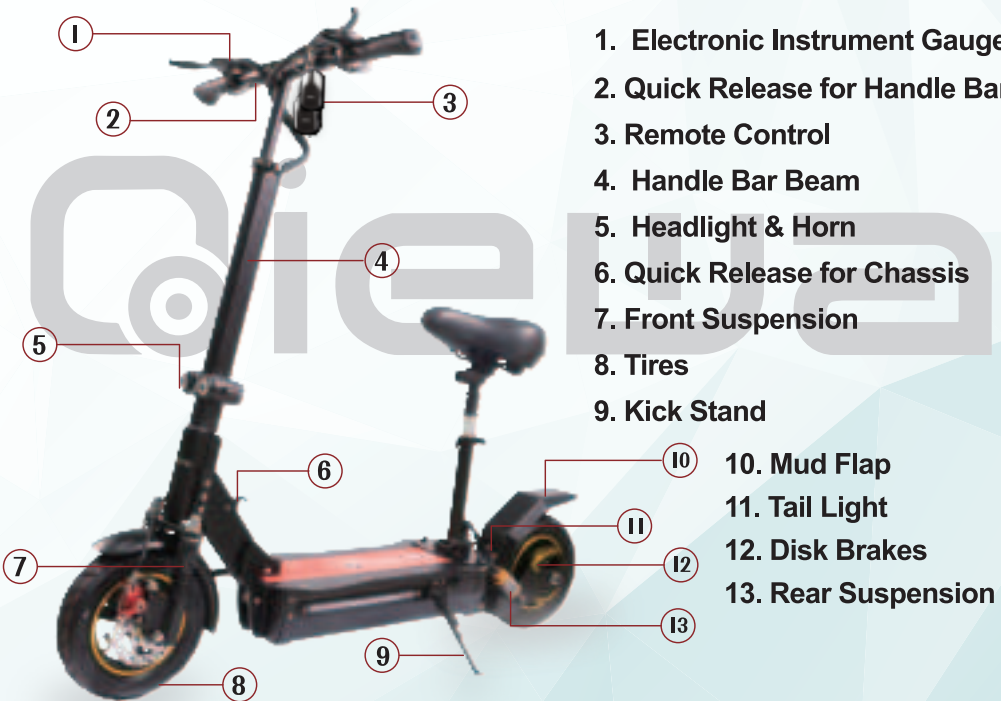 Qiewa
1. Electronic Instrument Gauge
2. Quick Release for Handle Bar
3. Remote Control
4. Handle Bar Beam
5. Headlight & Horn
6. Quick Release for Chassis
7. Front Suspension
8. Tires
9. Kick Stand
10. Mud Flap
11. Tail Light
12. Disk Brakes
13. Rear Suspension
1
2
3
4
5
6
7
8
9
10
11
12
13